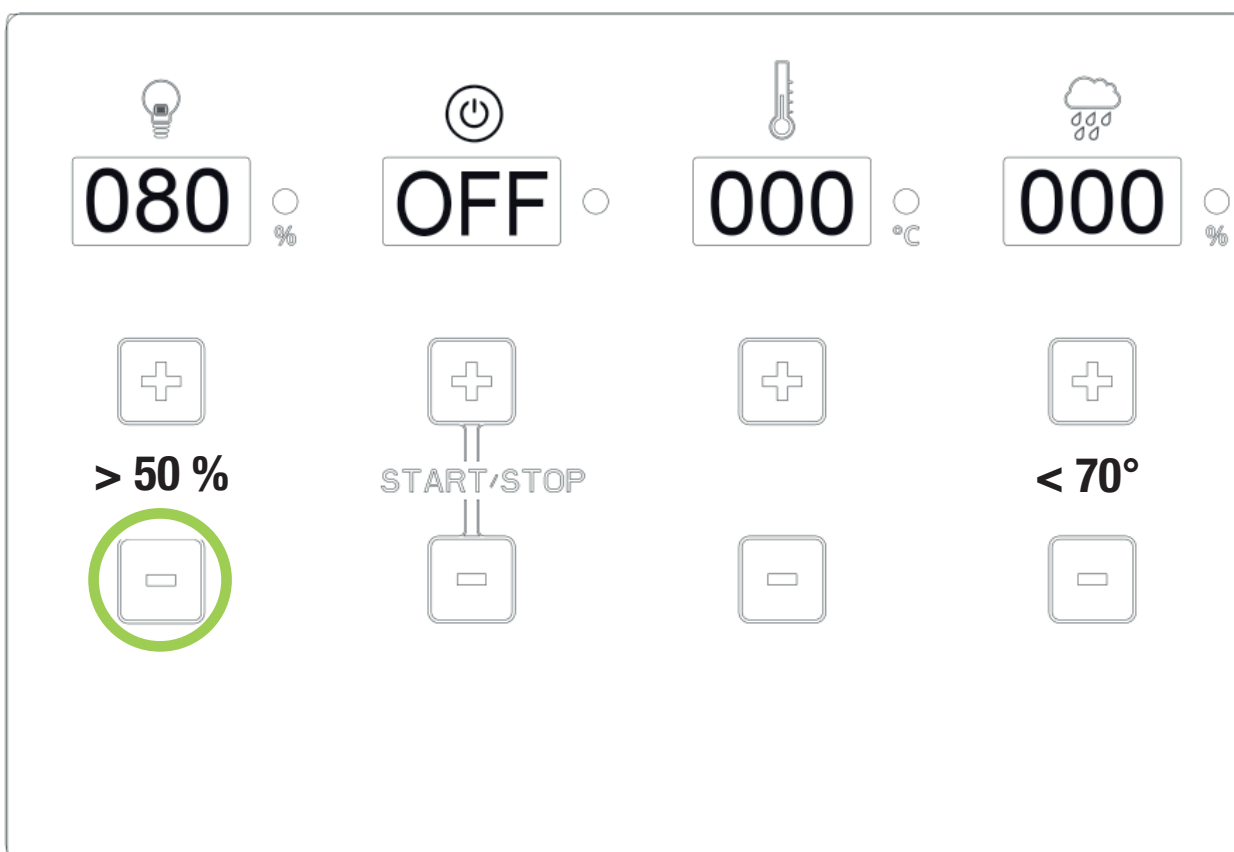 080 OFF 000 000
% °C %
+ + + +
> 50 % START/STOP < 70°
- - - -